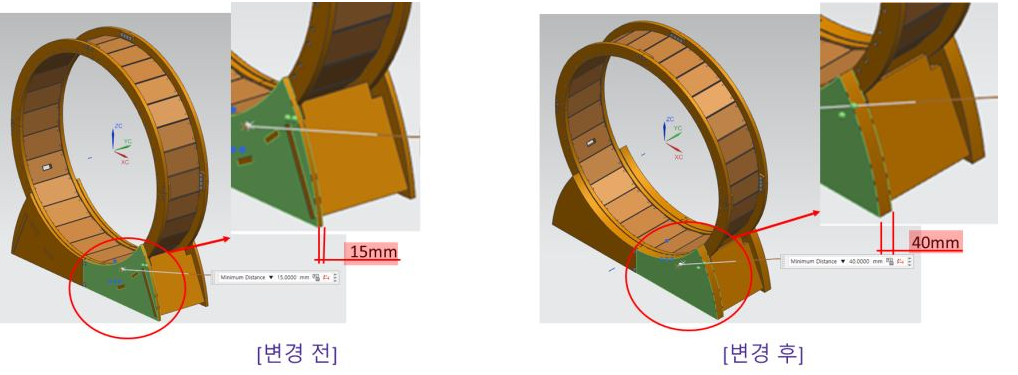 ZC
YC
XC
15mm
Minimum Distance ▼ 15.0000 mm
[변경 전]
ZC
YC
XC
40mm
Minimum Distance ▼ 40.0000 mm
[변경 후]